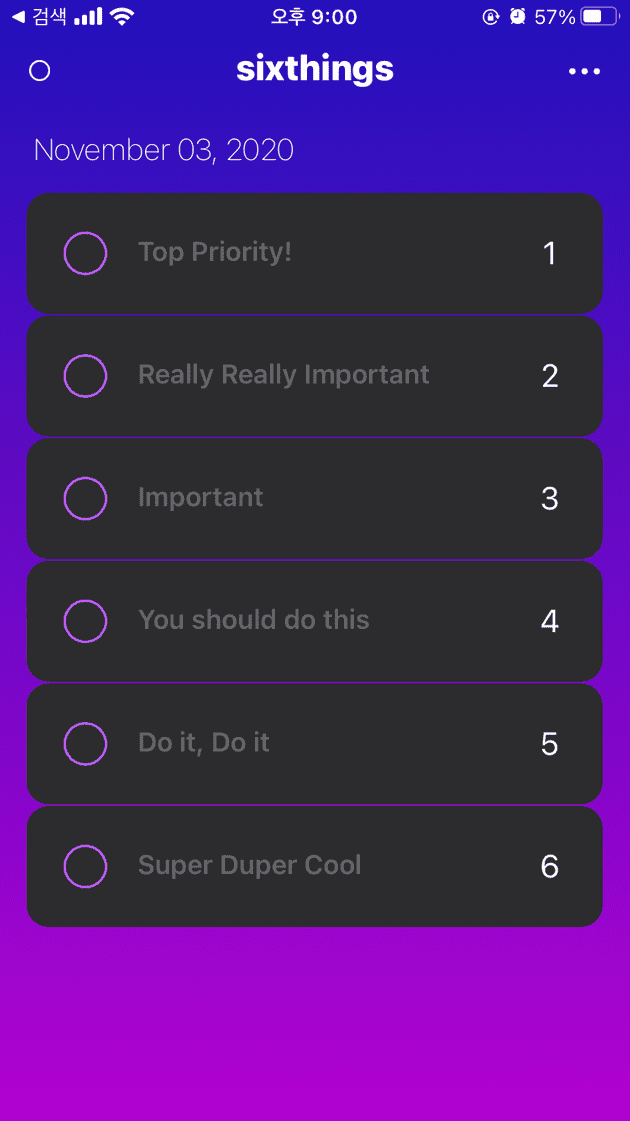 검색 오후 9:00 57%
sixthings
November 03, 2020
Top Priority! 1
Really Really Important 2
Important 3
You should do this 4
Do it, Do it 5
Super Duper Cool 6